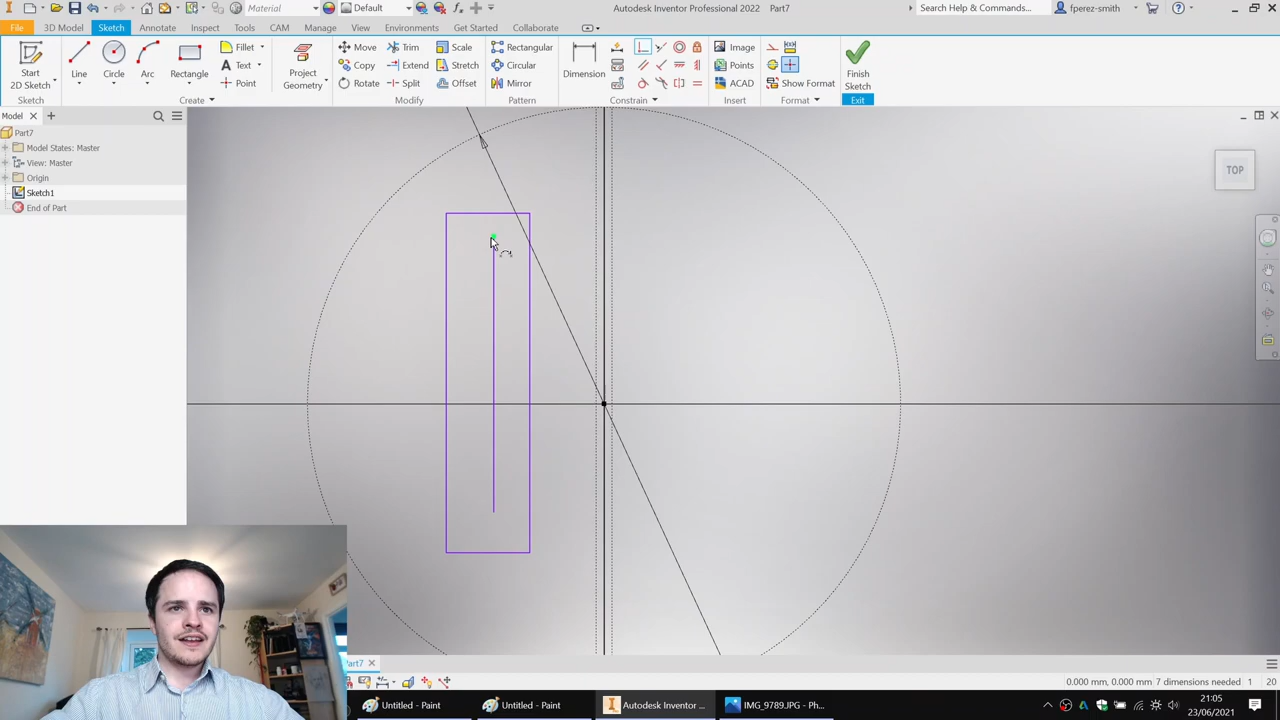 Material
Default
Autodesk Inventor Professional 2022 Part7
Search Help & Commands...
fperez-smith
File 3D Model Sketch Annotate Inspect Tools CAM Manage View Environments Get Started Collaborate
Start
2D Sketch
Line
Circle
Arc
Rectangle
Fillet
Text
Point
Project
Geometry
Move
Copy
Rotate
Trim
Extend
Split
Scale
Stretch
Offset
Rectangular
Circular
Mirror
Dimension
Image
Points
ACAD
Show Format
Finish
Sketch
Sketch Create Modify Pattern Constrain Insert Format Exit
Model
Part7
Model States: Master
View: Master
Origin
Sketch1
End of Part
TOP
Part7
0.000 mm, 0.000 mm 7 dimensions needed 1 20
Untitled - Paint
Untitled - Paint
Autodesk Inventor ...
IMG_9789.JPG - Ph...
21:05
23/06/2021